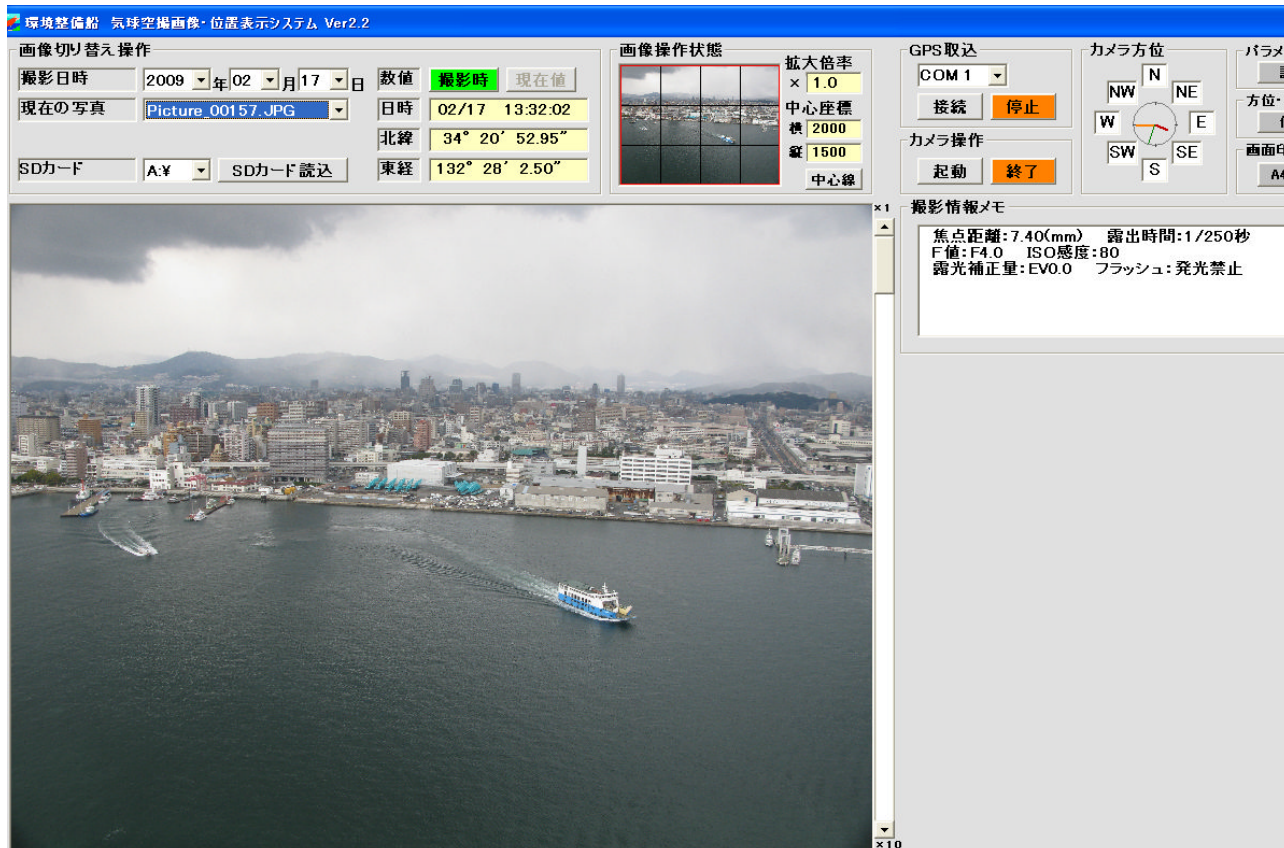 環境整備船 気球空撮画像・位置表示システム Ver2.2
画像切り替え操作
撮影日時 2009 年 02 月 17 日
現在の写真 Picture_00157.JPG
SDカード A:¥ SDカード読込
数値 撮影時 現在値
日時 02/17 13:32:02
北緯 34° 20′ 52.95″
東経 132° 28′ 2.50″
画像操作状態
拡大倍率
× 1.0
中心座標
横 2000
縦 1500
中心線
GPS取込
COM 1
接続 停止
カメラ操作
起動 終了
カメラ方位
N
NW NE
W E
SW SE
S
パラメ
方位・
画面印
A4
×1
×10
撮影情報メモ
焦点距離:7.40(mm) 露出時間:1/250秒
F値:F4.0 ISO感度:80
露光補正量:EV0.0 フラッシュ:発光禁止